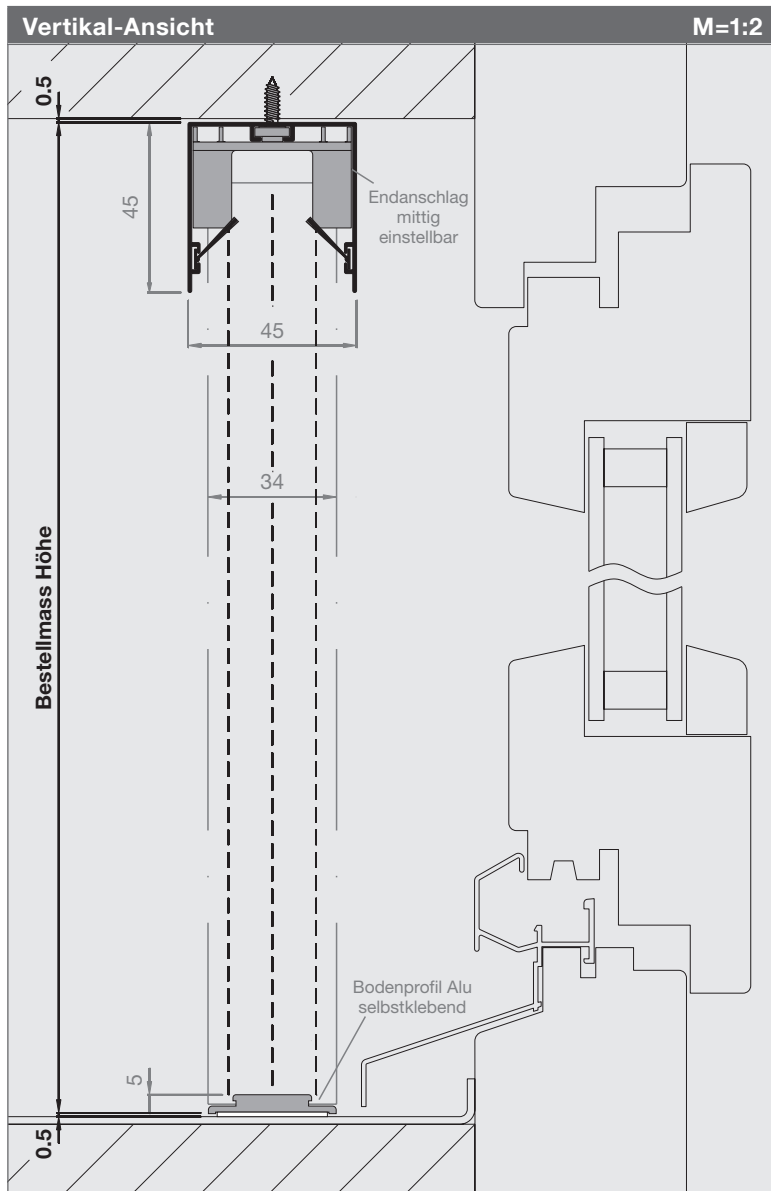 Vertikal-Ansicht M=1:2
0.5
45
Endanschlag
mittig
einstellbar
45
34
Bestellmass Höhe
Bodenprofil Alu
selbstklebend
5
0.5